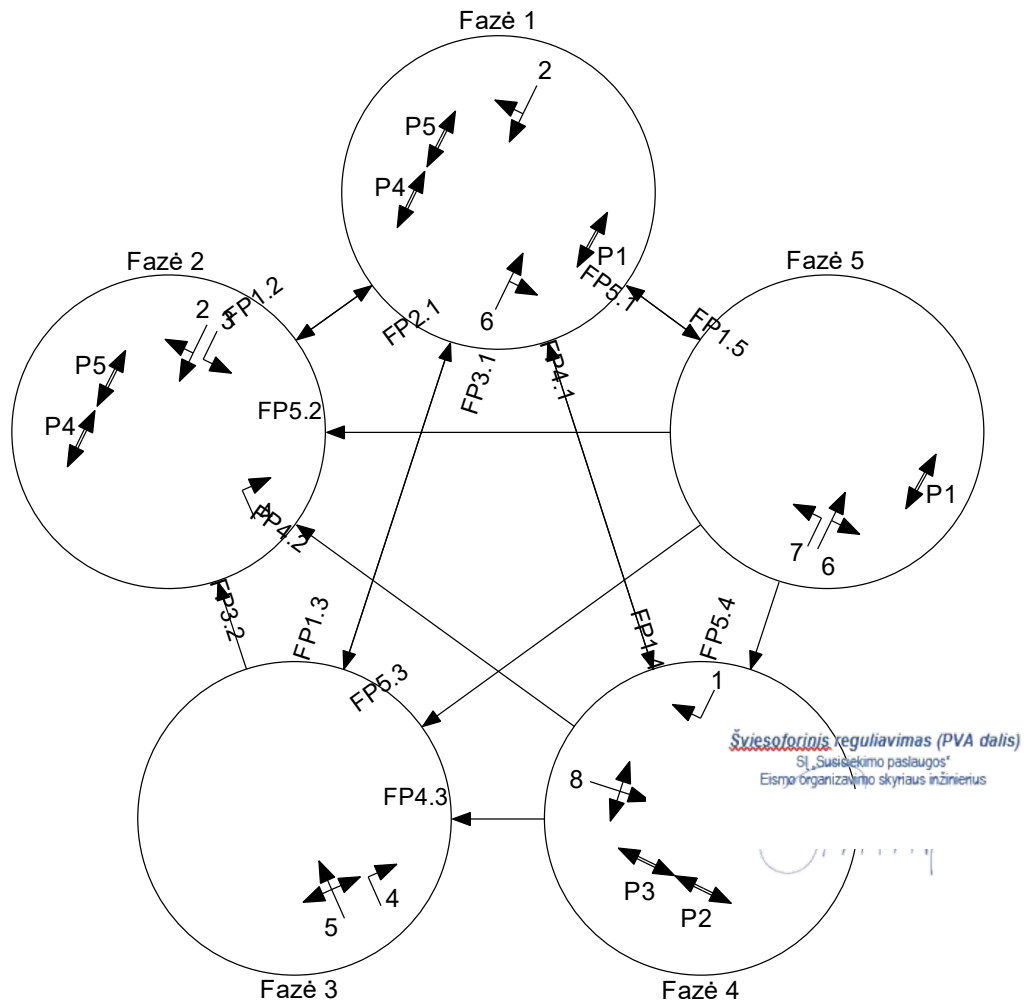 Fazė 1
2
P5
P4
P1
6
Fazė 2
FP1.2
2
3
P5
P4
FP2.1
FP3.1
FP4.1
FP5.1
FP1.5
Fazė 5
FP5.2
FP4.2
P1
7
6
FP3.2
FP1.3
FP5.3
FP1.4
FP5.4
1
Šviesoforinis reguliavimas (PVA dalis)
SĮ „Susisiekimo paslaugos“
Eismo organizavimo skyriaus inžinierius
8
FP4.3
P3
P2
4
5
Fazė 3
Fazė 4